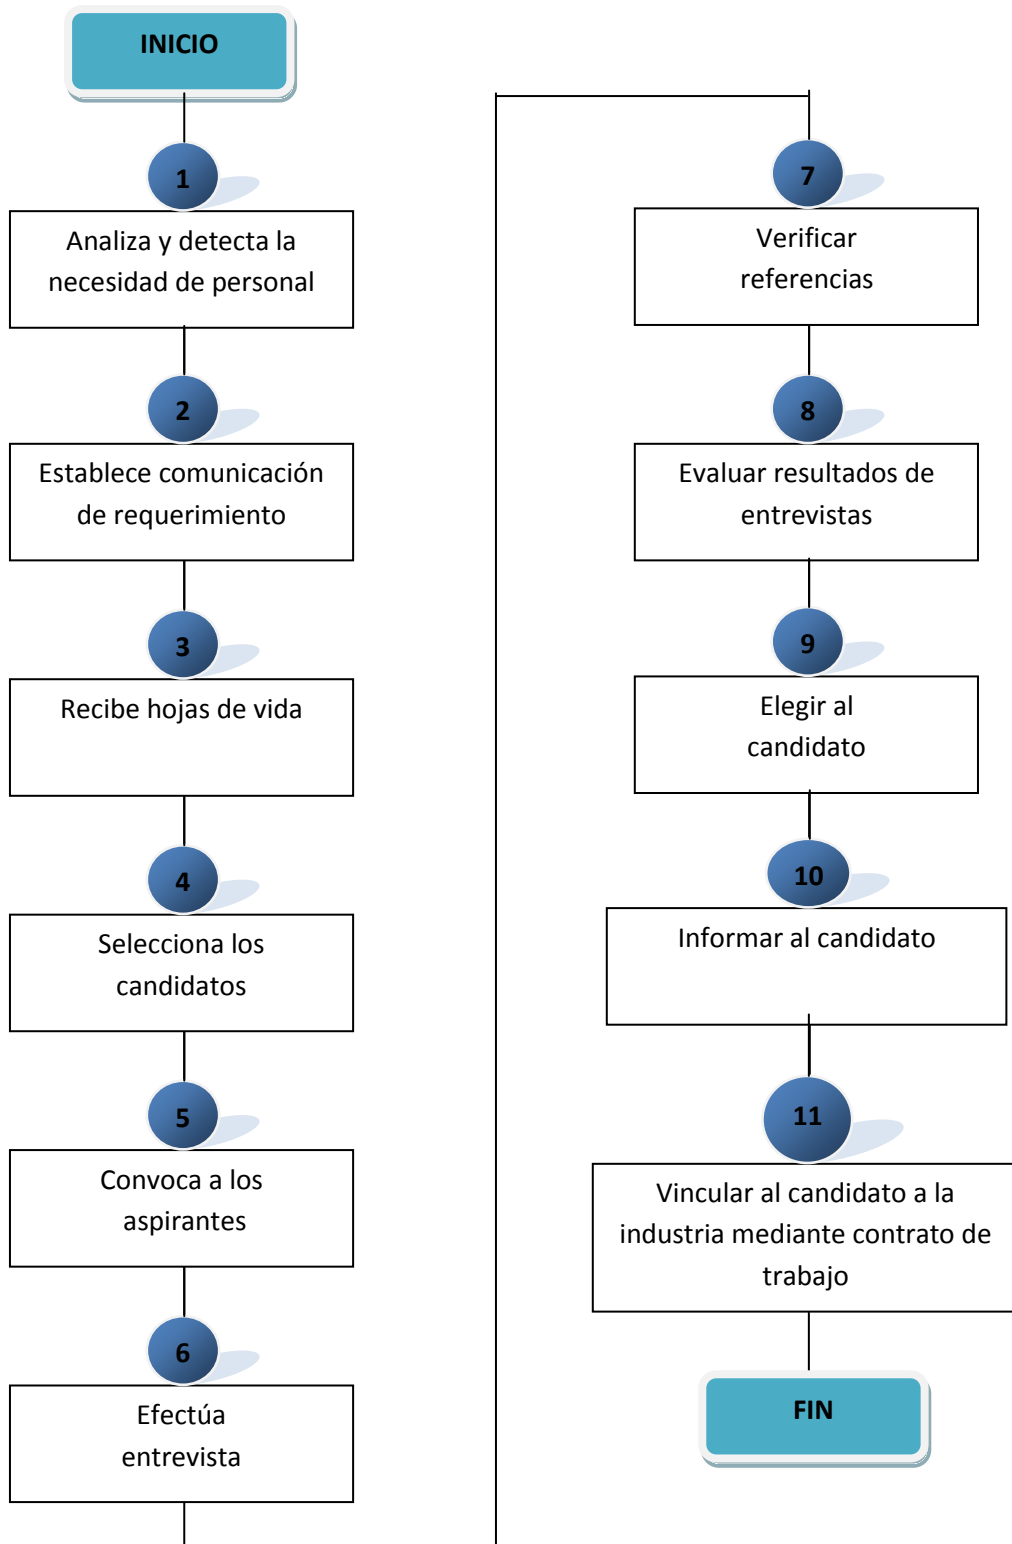 INICIO
1
Analiza y detecta la
necesidad de personal
2
Establece comunicación
de requerimiento
3
Recibe hojas de vida
4
Selecciona los
candidatos
5
Convoca a los
aspirantes
6
Efectúa
entrevista
7
Verificar
referencias
8
Evaluar resultados de
entrevistas
9
Elegir al
candidato
10
Informar al candidato
11
Vincular al candidato a la
industria mediante contrato de
trabajo
FIN